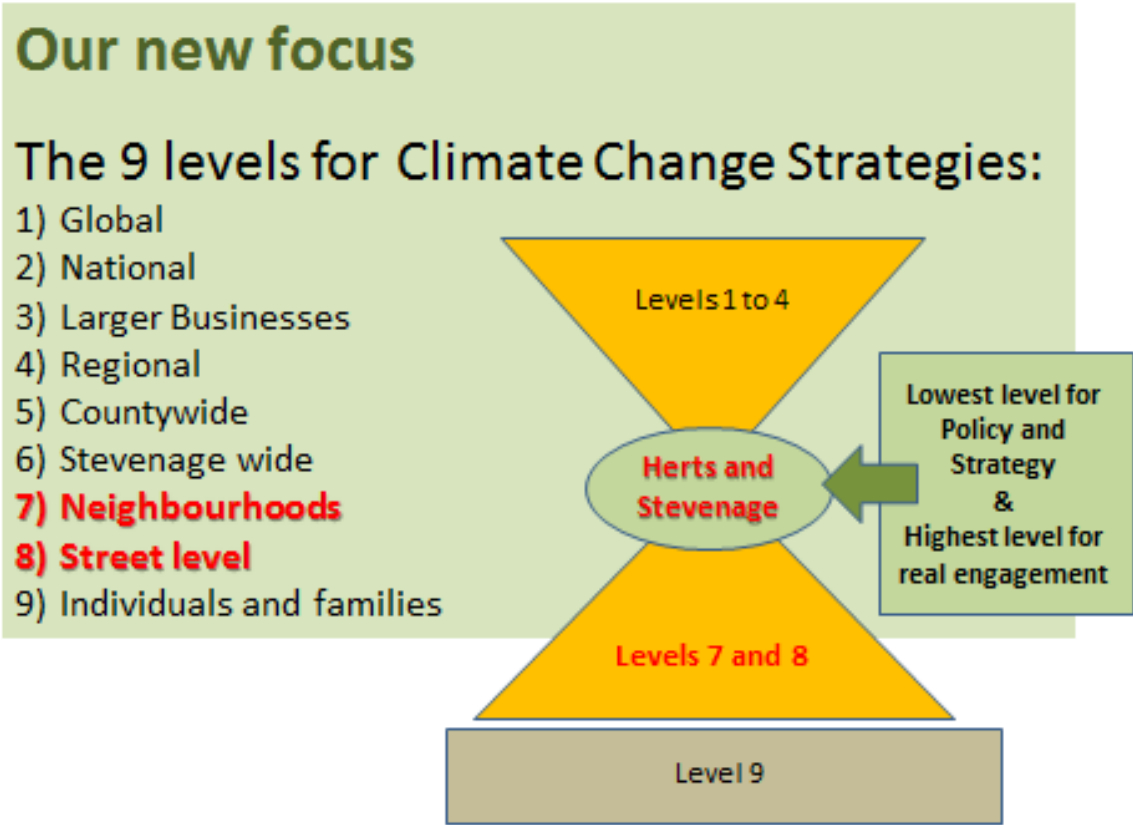 Our new focus
The 9 levels for Climate Change Strategies:
1) Global
2) National
3) Larger Businesses
4) Regional
5) Countywide
6) Stevenage wide
7) Neighbourhoods
8) Street level
9) Individuals and families
Levels 1 to 4
Herts and
Stevenage
Lowest level for
Policy and
Strategy
&
Highest level for
real engagement
Levels 7 and 8
Level 9